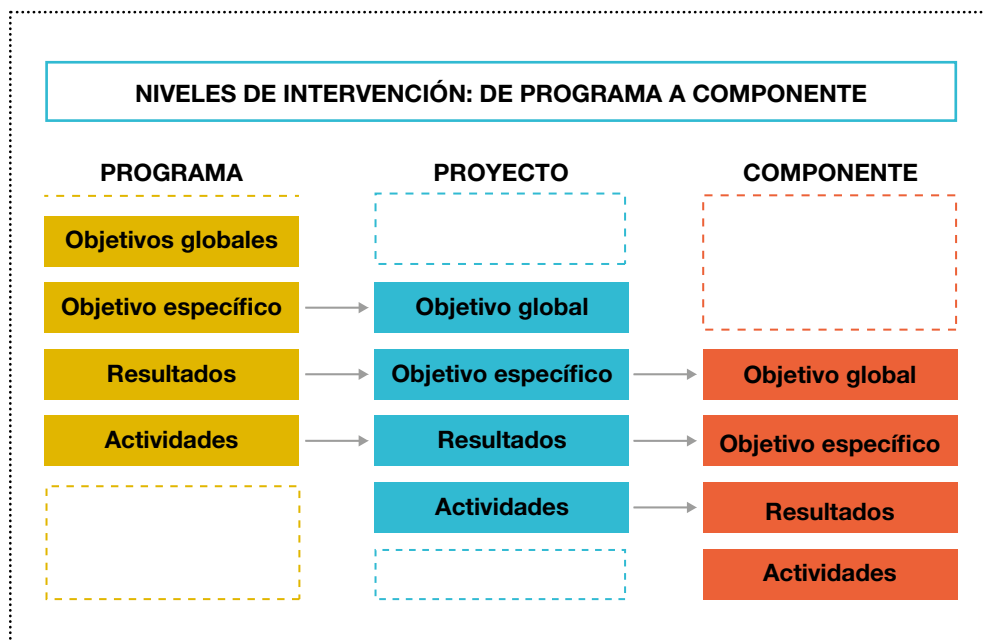 NIVELES DE INTERVENCIÓN: DE PROGRAMA A COMPONENTE
PROGRAMA
PROYECTO
COMPONENTE
Objetivos globales
Objetivo específico
Objetivo global
Resultados
Objetivo específico
Objetivo global
Actividades
Resultados
Objetivo específico
Actividades
Resultados
Actividades